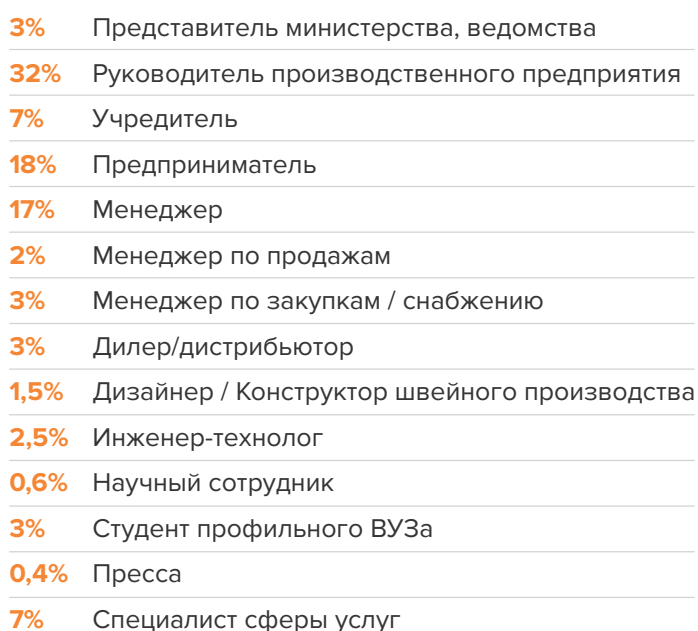 3% Представитель министерства, ведомства
32% Руководитель производственного предприятия
7% Учредитель
18% Предприниматель
17% Менеджер
2% Менеджер по продажам
3% Менеджер по закупкам / снабжению
3% Дилер/дистрибьютор
1,5% Дизайнер / Конструктор швейного производства
2,5% Инженер-технолог
0,6% Научный сотрудник
3% Студент профильного ВУЗа
0,4% Пресса
7% Специалист сферы услуг